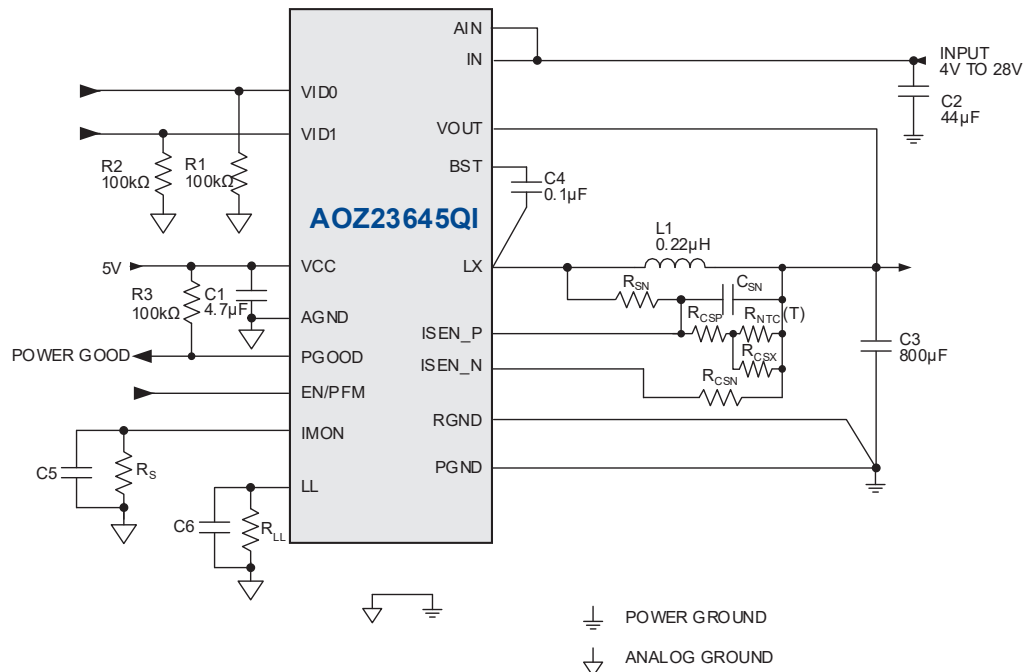 AIN
IN
INPUT
4V TO 28V
C2
44µF
VID0
VID1
VOUT
BST
R2
100kΩ
R1
100kΩ
C4
0.1µF
AOZ23645QI
L1
0.22µH
5V
VCC
LX
R3
100kΩ
C1
4.7µF
RSN
CSN
AGND
RCSP
RNTC(T)
ISEN_P
POWER GOOD
PGOOD
ISEN_N
RCSX
C3
800µF
EN/PFM
RCSN
IMON
RGND
C5
RS
PGND
LL
C6
RLL
POWER GROUND
ANALOG GROUND